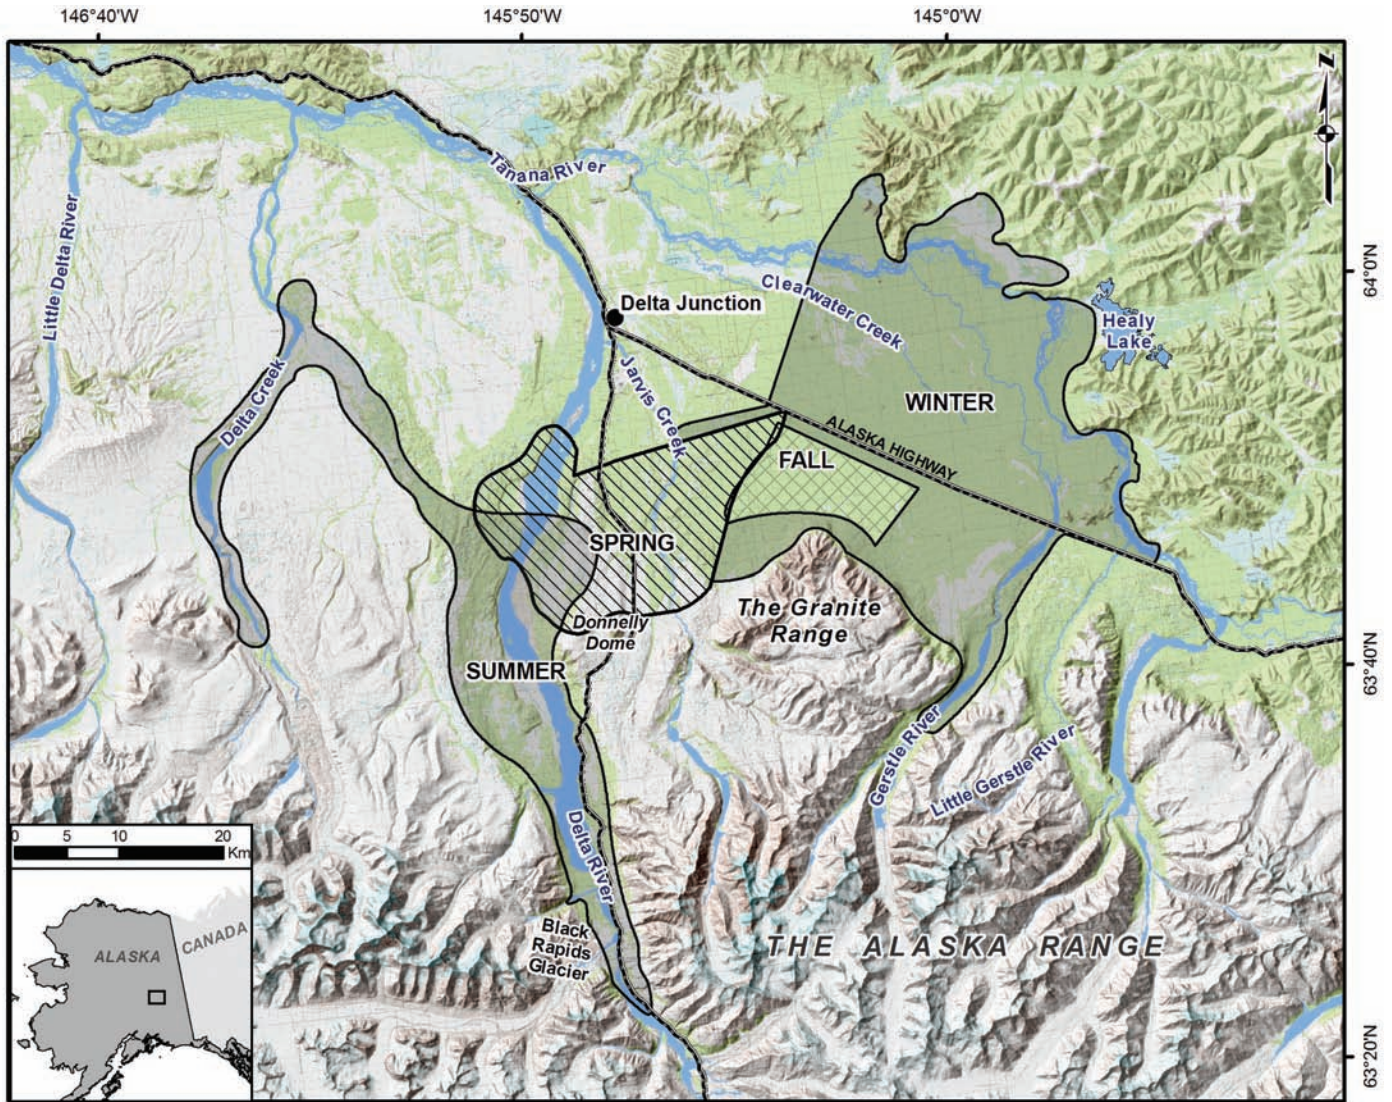 146°40'W
145°50'W
145°0'W
N
Tanana River
Little Delta River
64°0'N
Clearwater Creek
Delta Junction
Healy
Lake
Jarvis Creek
Delta Creek
WINTER
ALASKA HIGHWAY
FALL
SPRING
The Granite
Range
Donnelly
Dome
SUMMER
63°40'N
Gerstle River
Little Gerstle River
Delta River
0 5 10 20
Km
Black
Rapids
Glacier
THE ALASKA RANGE
ALASKA
CANADA
63°20'N